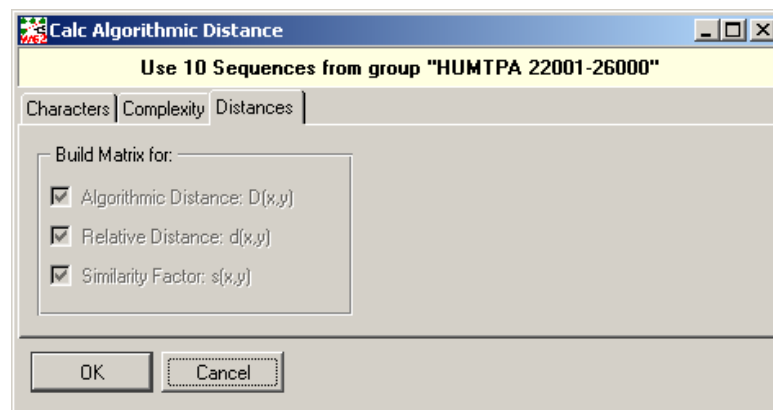 Calc Algorithmic Distance
Use 10 Sequences from group "HUMTPA 22001-26000"
Characters Complexity Distances
Build Matrix for:
Algorithmic Distance: D(x,y)
Relative Distance: d(x,y)
Similarity Factor: s(x,y)
OK Cancel